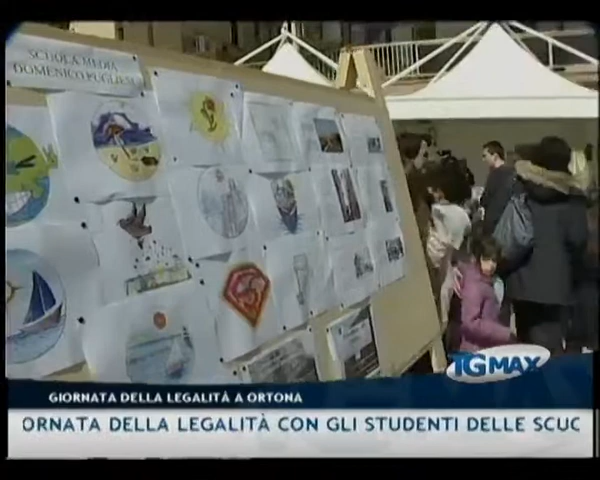 SCUOLA MEDIA
DOMENICO PUGLIESI
TGMAX
GIORNATA DELLA LEGALITÀ A ORTONA
ORNATA DELLA LEGALITÀ CON GLI STUDENTI DELLE SCUC